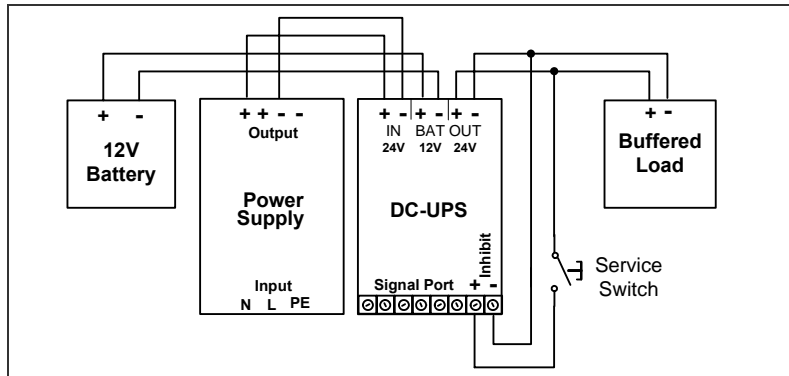 + -
12V
Battery
+ + - -
Output
Power
Supply
Input
N L PE
+ - + - + -
IN BAT OUT
24V 12V 24V
DC-UPS
Inhibit
Signal Port + -
+ -
Buffered
Load
Service
Switch